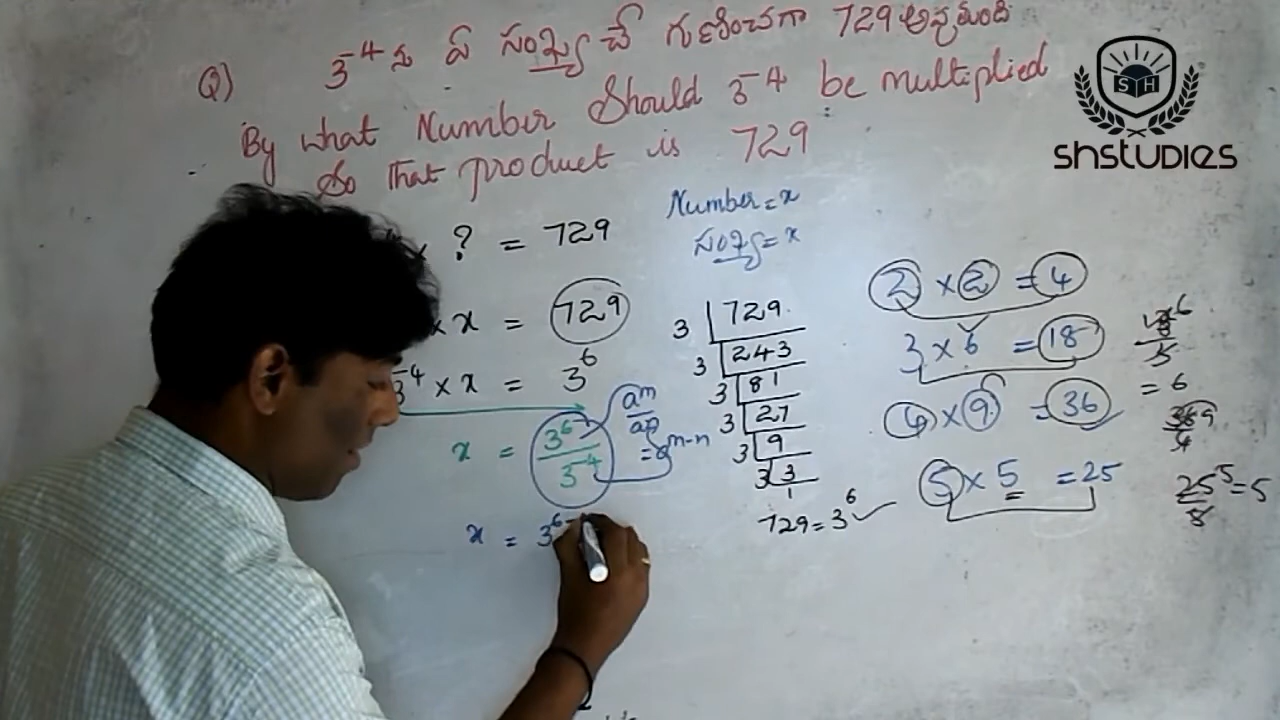 Q) 3⁻⁴ ను ఏ సంఖ్య చే గుణించగా 729 అవుతుంది
By what Number Should 3⁻⁴ be multiplied
So that product is 729
SH
shstudies
× ? = 729
× x = 729
3⁻⁴ × x = 3⁶
x = 3⁶ / 3⁻⁴
aᵐ / aⁿ = aᵐ⁻ⁿ
x = 3⁶⁻
Number = x
సంఖ్య = x
3 | 729
3 | 243
3 | 81
3 | 27
3 | 9
3 | 3
1
729 = 3⁶
2 × 2 = 4
3 × 6 = 18
4 × 9 = 36
5 × 5 = 25
= 6
25 5 = 5